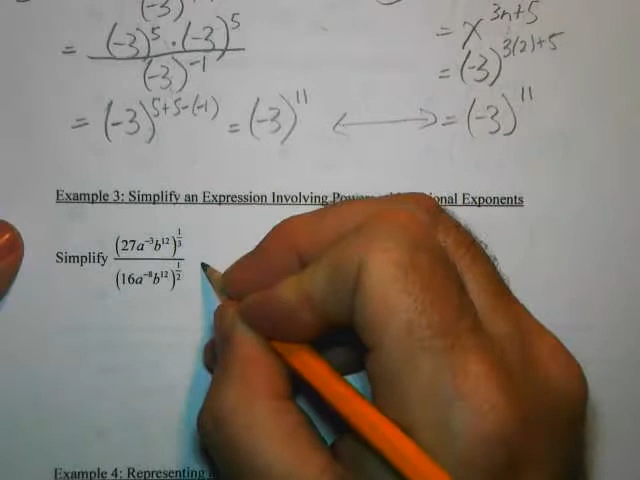 (-3)
= (-3)^5 · (-3)^5 / (-3)^-1
= (-3)^5+5-(-1) = (-3)^11 ⟷ = (-3)^11
= x^3n+5
= (-3)^3(2)+5
Example 3: Simplify an Expression Involving Exponents
Simplify (27a^-3b^12)^1/3 / (16a^-8b^12)^1/2
Example 4: Representing